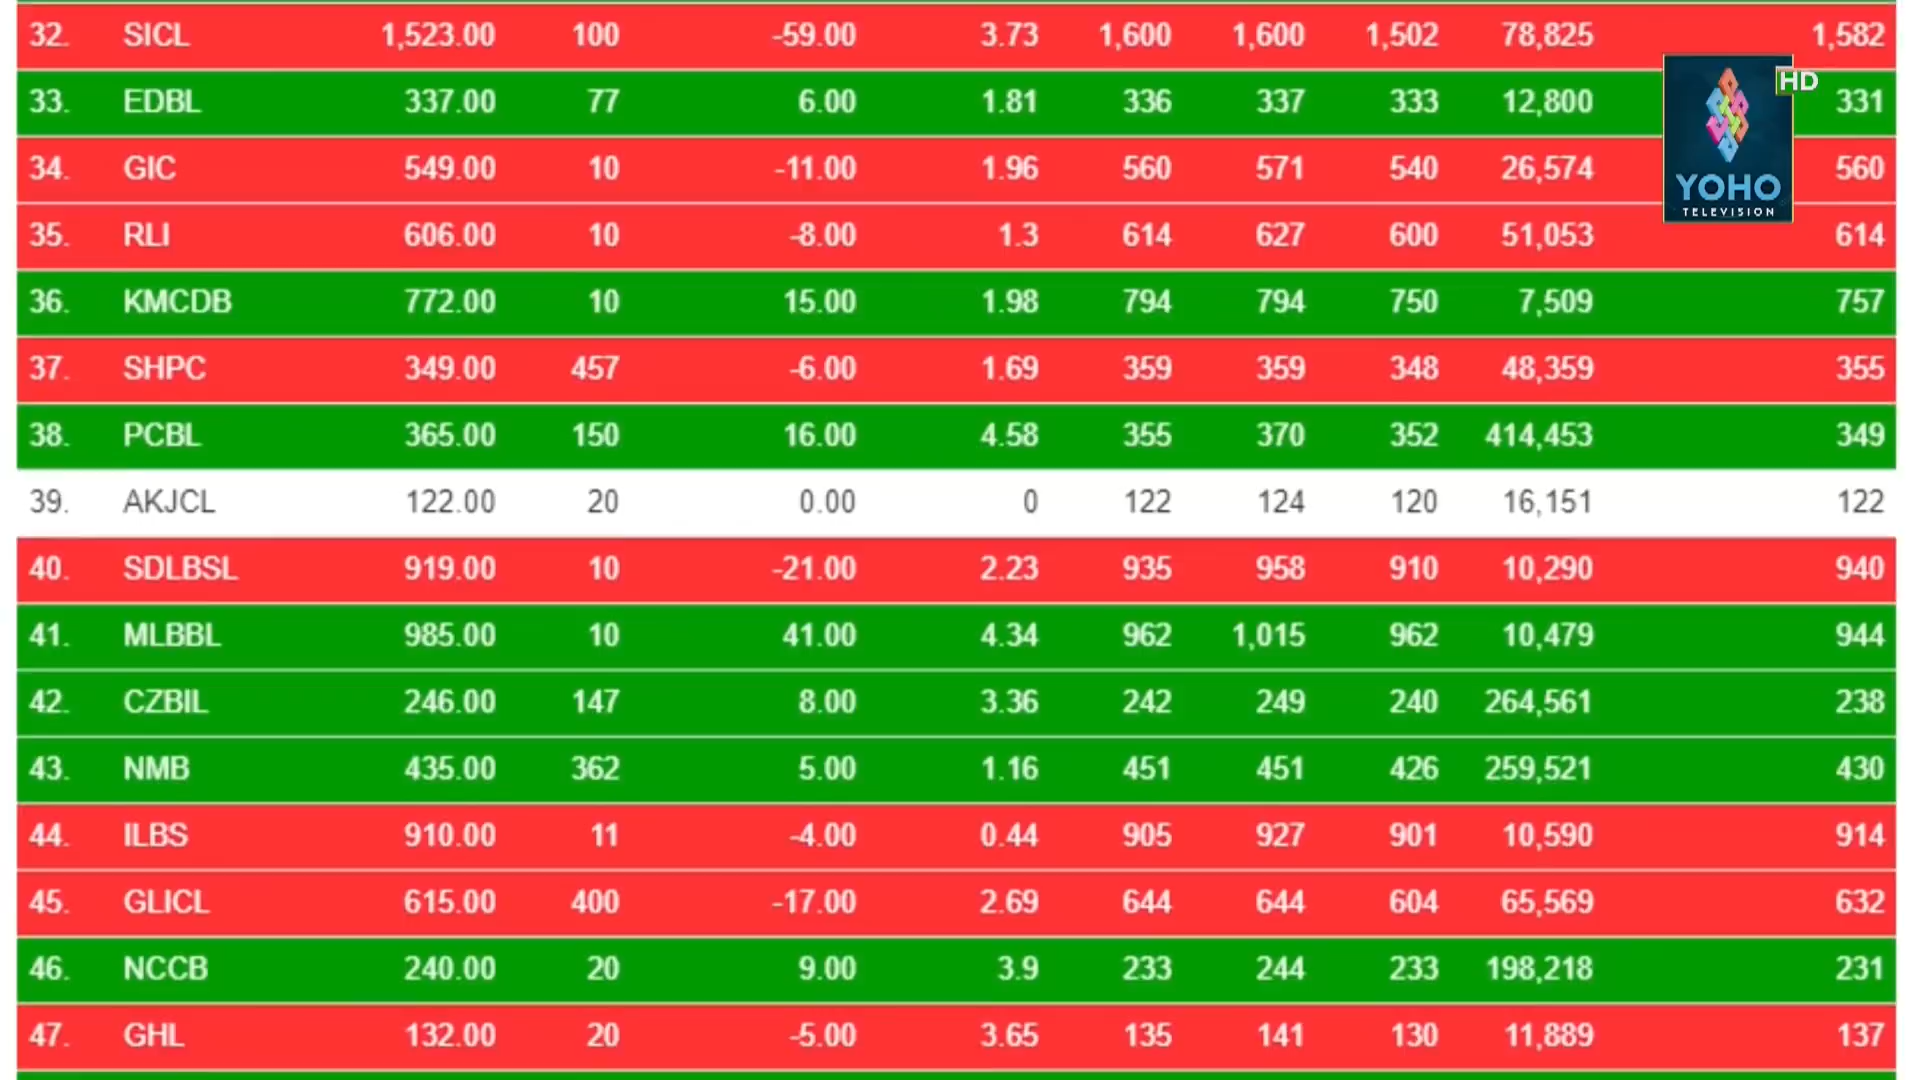 32. SICL 1,523.00 100 -59.00 3.73 1,600 1,600 1,502 78,825 1,582
HD
33. EDBL 337.00 77 6.00 1.81 336 337 333 12,800 331
34. GIC 549.00 10 -11.00 1.96 560 571 540 26,574 560
YOHO
TELEVISION
35. RLI 606.00 10 -8.00 1.3 614 627 600 51,053 614
36. KMCDB 772.00 10 15.00 1.98 794 794 750 7,509 757
37. SHPC 349.00 457 -6.00 1.69 359 359 348 48,359 355
38. PCBL 365.00 150 16.00 4.58 355 370 352 414,453 349
39. AKJCL 122.00 20 0.00 0 122 124 120 16,151 122
40. SDLBSL 919.00 10 -21.00 2.23 935 958 910 10,290 940
41. MLBBL 985.00 10 41.00 4.34 962 1,015 962 10,479 944
42. CZBIL 246.00 147 8.00 3.36 242 249 240 264,561 238
43. NMB 435.00 362 5.00 1.16 451 451 426 259,521 430
44. ILBS 910.00 11 -4.00 0.44 905 927 901 10,590 914
45. GLICL 615.00 400 -17.00 2.69 644 644 604 65,569 632
46. NCCB 240.00 20 9.00 3.9 233 244 233 198,218 231
47. GHL 132.00 20 -5.00 3.65 135 141 130 11,889 137